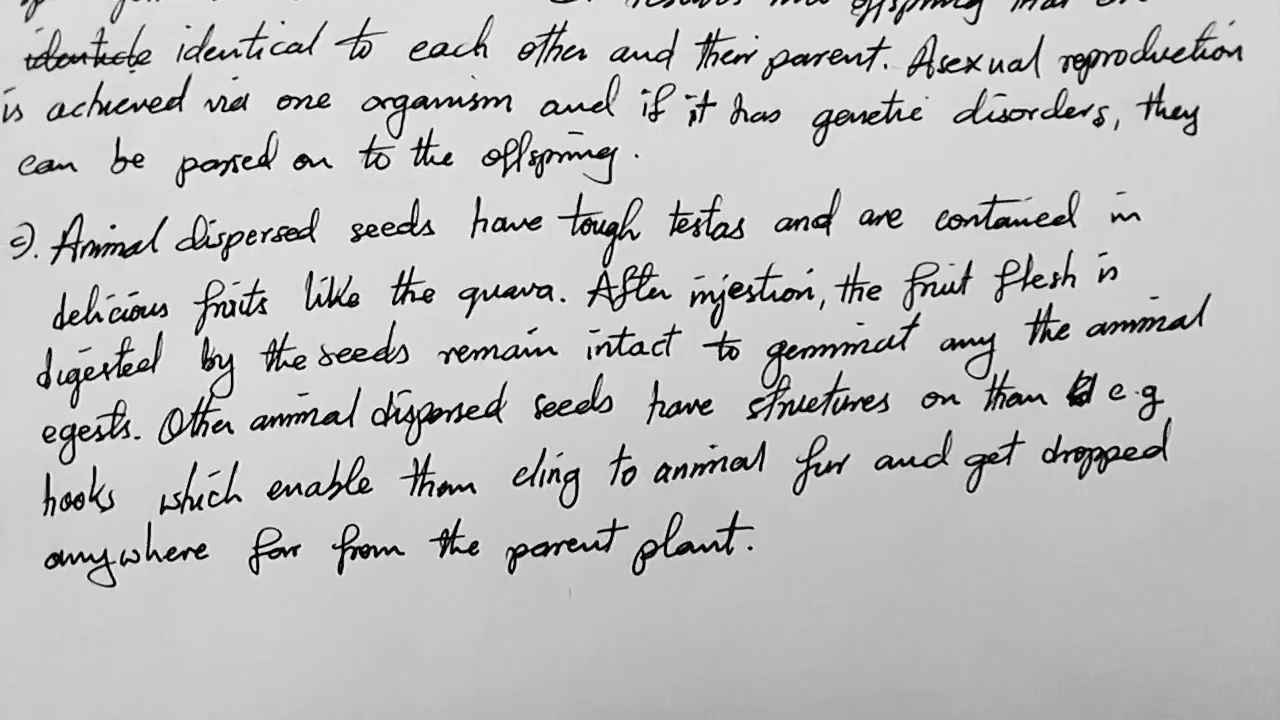 results into offspring that
identicle identical to each other and their parent. Asexual reproduction
is achieved via one organism and if it has genetic disorders, they
can be passed on to the offspring.
c). Animal dispersed seeds have tough testas and are contained in
delicious fruits like the guava. After injestion, the fruit flesh is
digested by the seeds remain intact to germinat any the animal
egests. Other animal dispersed seeds have structures on them e.g
hooks which enable them cling to animal fur and get dropped
anywhere far from the parent plant.